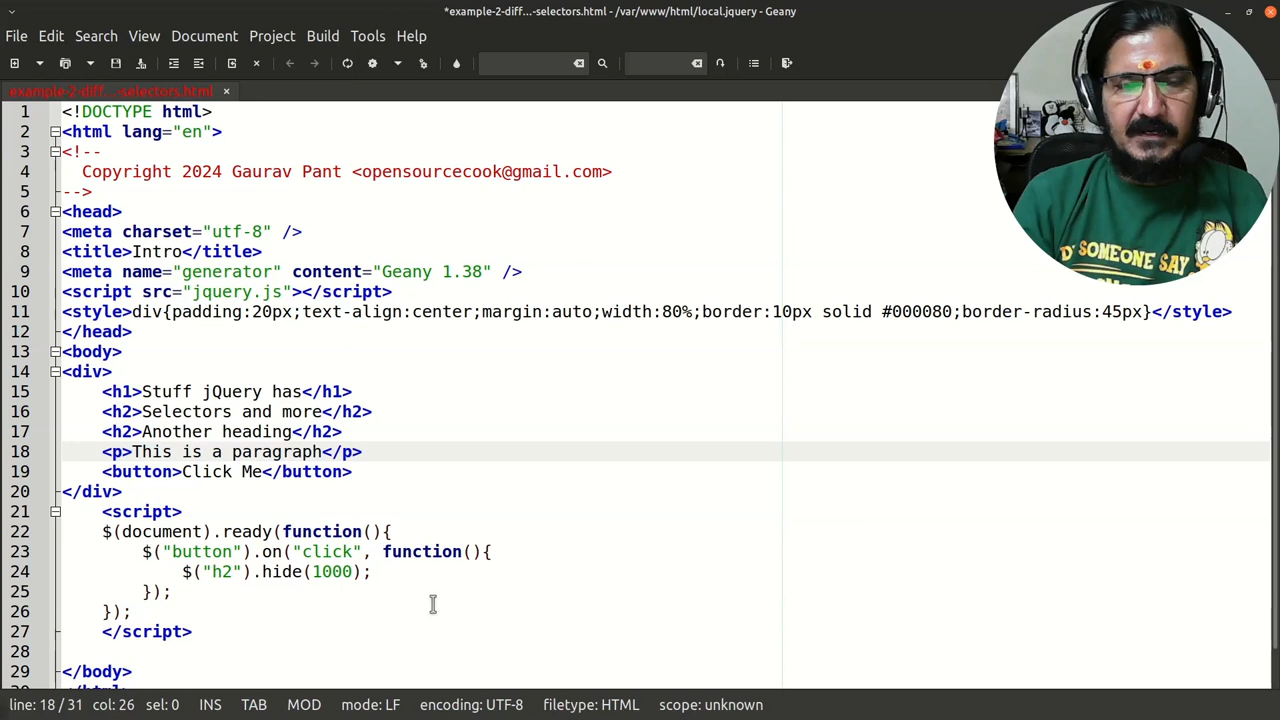 *example-2-diff...-selectors.html - /var/www/html/local.jquery - Geany
File Edit Search View Document Project Build Tools Help
example-2-diff...-selectors.html ×
1 <!DOCTYPE html>
2 <html lang="en">
3 <!--
4 Copyright 2024 Gaurav Pant <opensourcecook@gmail.com>
5 -->
6 <head>
7 <meta charset="utf-8" />
8 <title>Intro</title>
9 <meta name="generator" content="Geany 1.38" />
10 <script src="jquery.js"></script>
11 <style>div{padding:20px;text-align:center;margin:auto;width:80%;border:10px solid #000080;border-radius:45px}</style>
12 </head>
13 <body>
14 <div>
15 <h1>Stuff jQuery has</h1>
16 <h2>Selectors and more</h2>
17 <h2>Another heading</h2>
18 <p>This is a paragraph</p>
19 <button>Click Me</button>
20 </div>
21 <script>
22 $(document).ready(function(){
23 $("button").on("click", function(){
24 $("h2").hide(1000);
25 });
26 });
27 </script>
28
29 </body>
D' SOMEONE SAY
line: 18 / 31 col: 26 sel: 0 INS TAB MOD mode: LF encoding: UTF-8 filetype: HTML scope: unknown